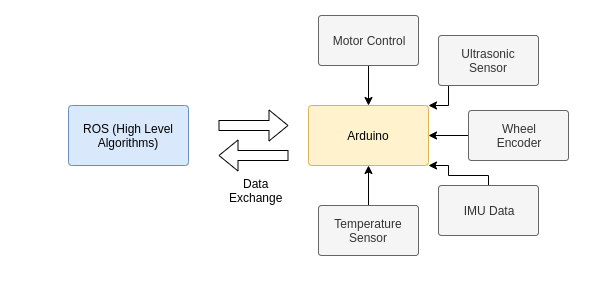 Motor Control
Ultrasonic
Sensor
ROS (High Level
Algorithms)
Arduino
Wheel
Encoder
Data
Exchange
Temperature
Sensor
IMU Data